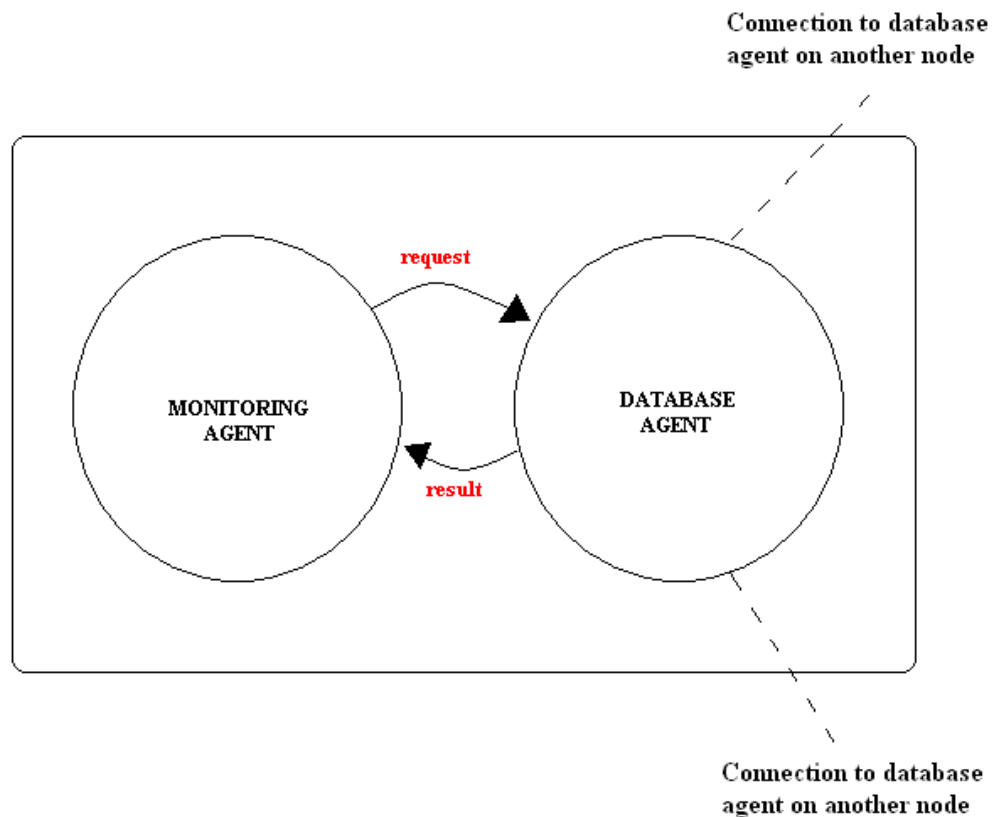 Connection to database
agent on another node
request
MONITORING
AGENT
DATABASE
AGENT
result
Connection to database
agent on another node